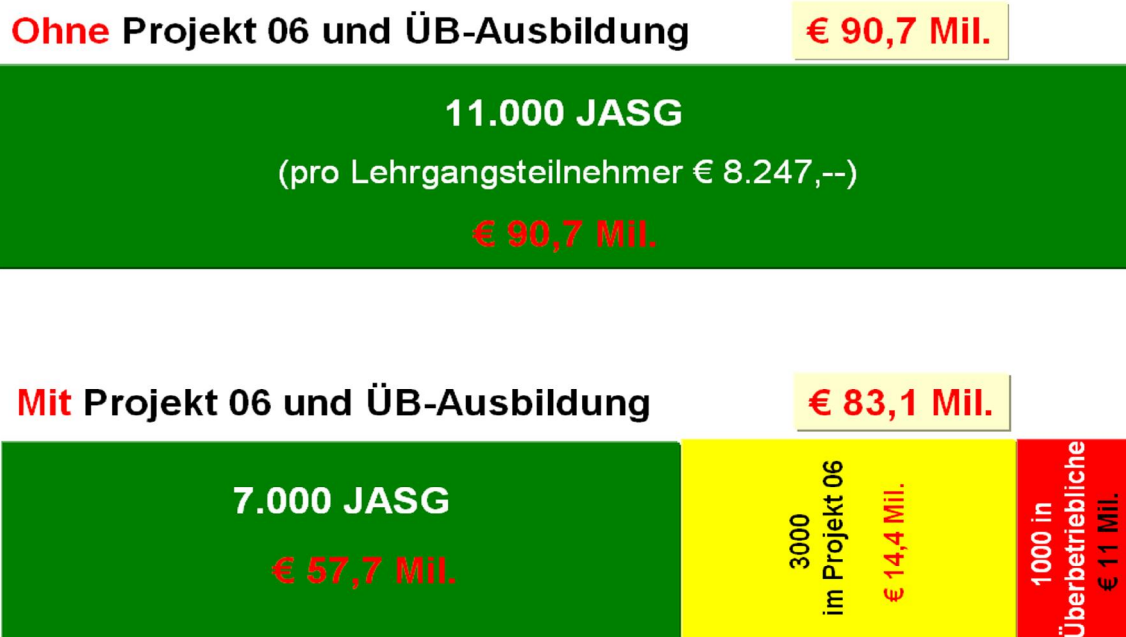 Ohne Projekt 06 und ÜB-Ausbildung
€ 90,7 Mil.
11.000 JASG
(pro Lehrgangsteilnehmer € 8.247,--)
€ 90,7 Mil.
Mit Projekt 06 und ÜB-Ausbildung
€ 83,1 Mil.
7.000 JASG
€ 57,7 Mil.
3000
im Projekt 06
€ 14,4 Mil.
1000 in
Überbetriebliche
€ 11 Mil.